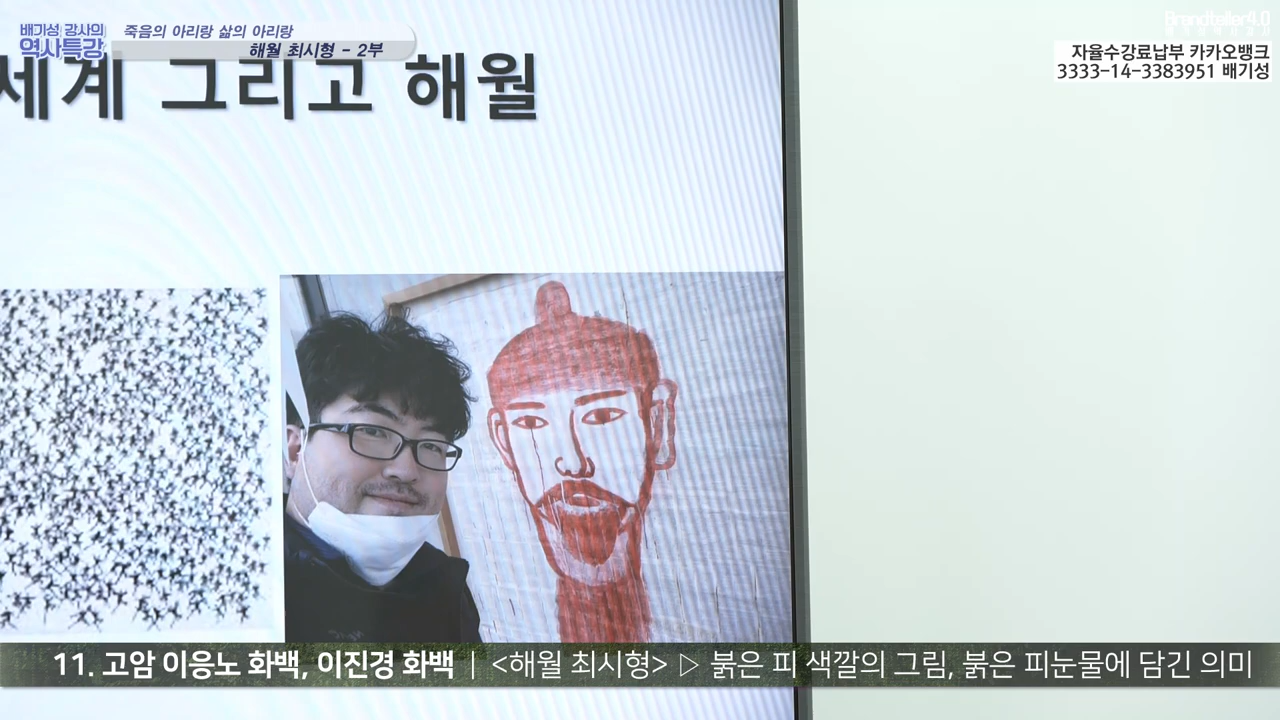 배기성 강사의
역사특강
죽음의 아리랑 삶의 아리랑
해월 최시형 - 2부
Brandteller4.0
자율수강료납부 카카오뱅크
3333-14-3383951 배기성
세계 그리고 해월
11. 고암 이응노 화백, 이진경 화백 | <해월 최시형> ▷ 붉은 피 색깔의 그림, 붉은 피눈물에 담긴 의미